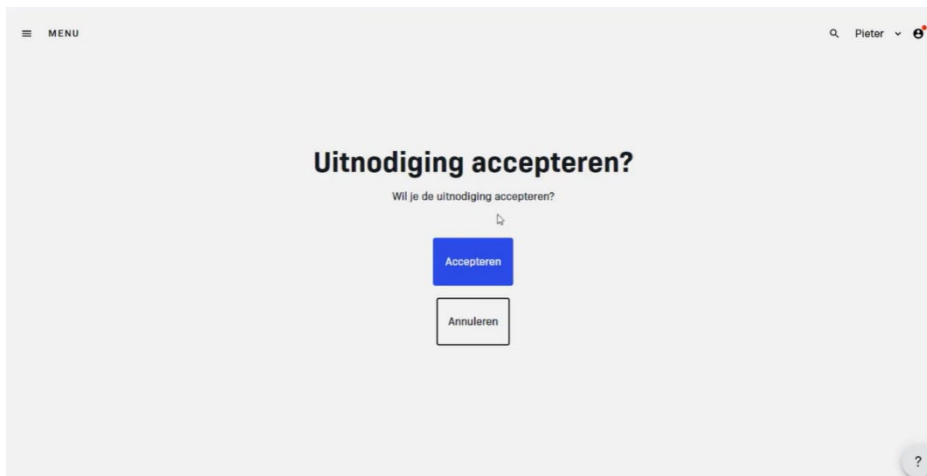 MENU
Pieter
Uitnodiging accepteren?
Wil je de uitnodiging accepteren?
Accepteren
Annuleren
?